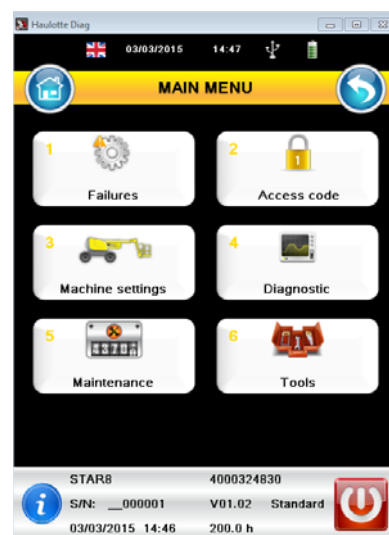 Haulotte Diag
03/03/2015 14:47
MAIN MENU
1 2
1
Failures Access code
3 4
Machine settings Diagnostic
5 6
Maintenance Tools
STAR8 4000324830
S/N: __000001 V01.02 Standard
03/03/2015 14:46 200.0 h